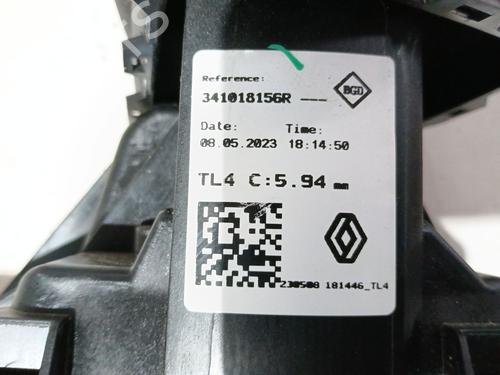 Reference:
341018156R ---
BGD
Date: Time:
08.05.2023 18:14:50
TL4 C:5.94 mm
230508 181446_TL4